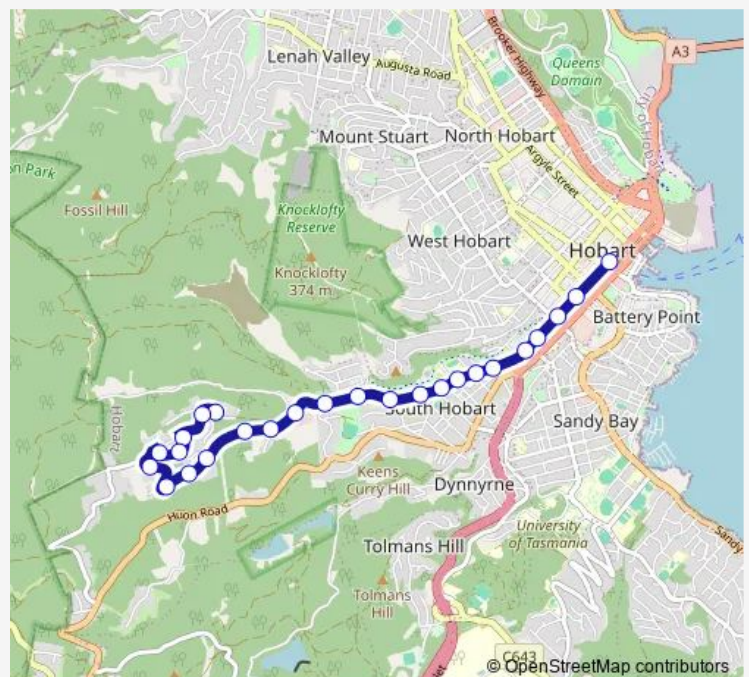 Lenah Valley
Augusta Road
Brooker Highway
Queens
Domain
A3
City of Hobart
Mount Stuart
North Hobart
Argyle Street
on Park
Fossil Hill
Knocklofty
Reserve
West Hobart
Hobart
Knocklofty
374 m
Battery Point
Hobart
South Hobart
Sandy Bay
Keens
Curry Hill
Dynnyrne
Huon Road
University
of Tasmania
Sandy
Tolmans Hill
Tolmans
Hill
C643
let
© OpenStreetMap contributors